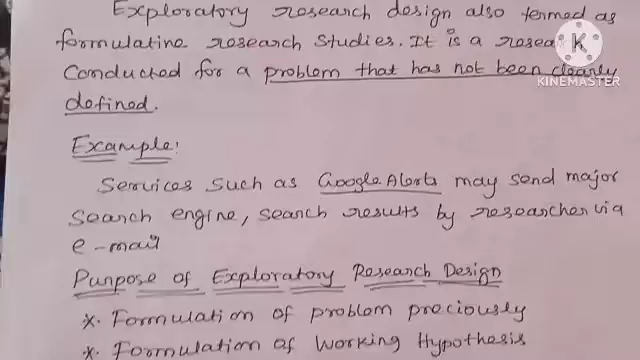 Exploratory research design also termed as
formulative research studies. It is a resea
K
Conducted for a problem that has not been clearly
KINEMASTER
defined.
Example:
Services such as Google Alerts may send major
search engine, search results by researcher via
e-mail
Purpose of Exploratory Research Design
*. Formulation of problem preciously
*. Formulation of Working Hypothesis